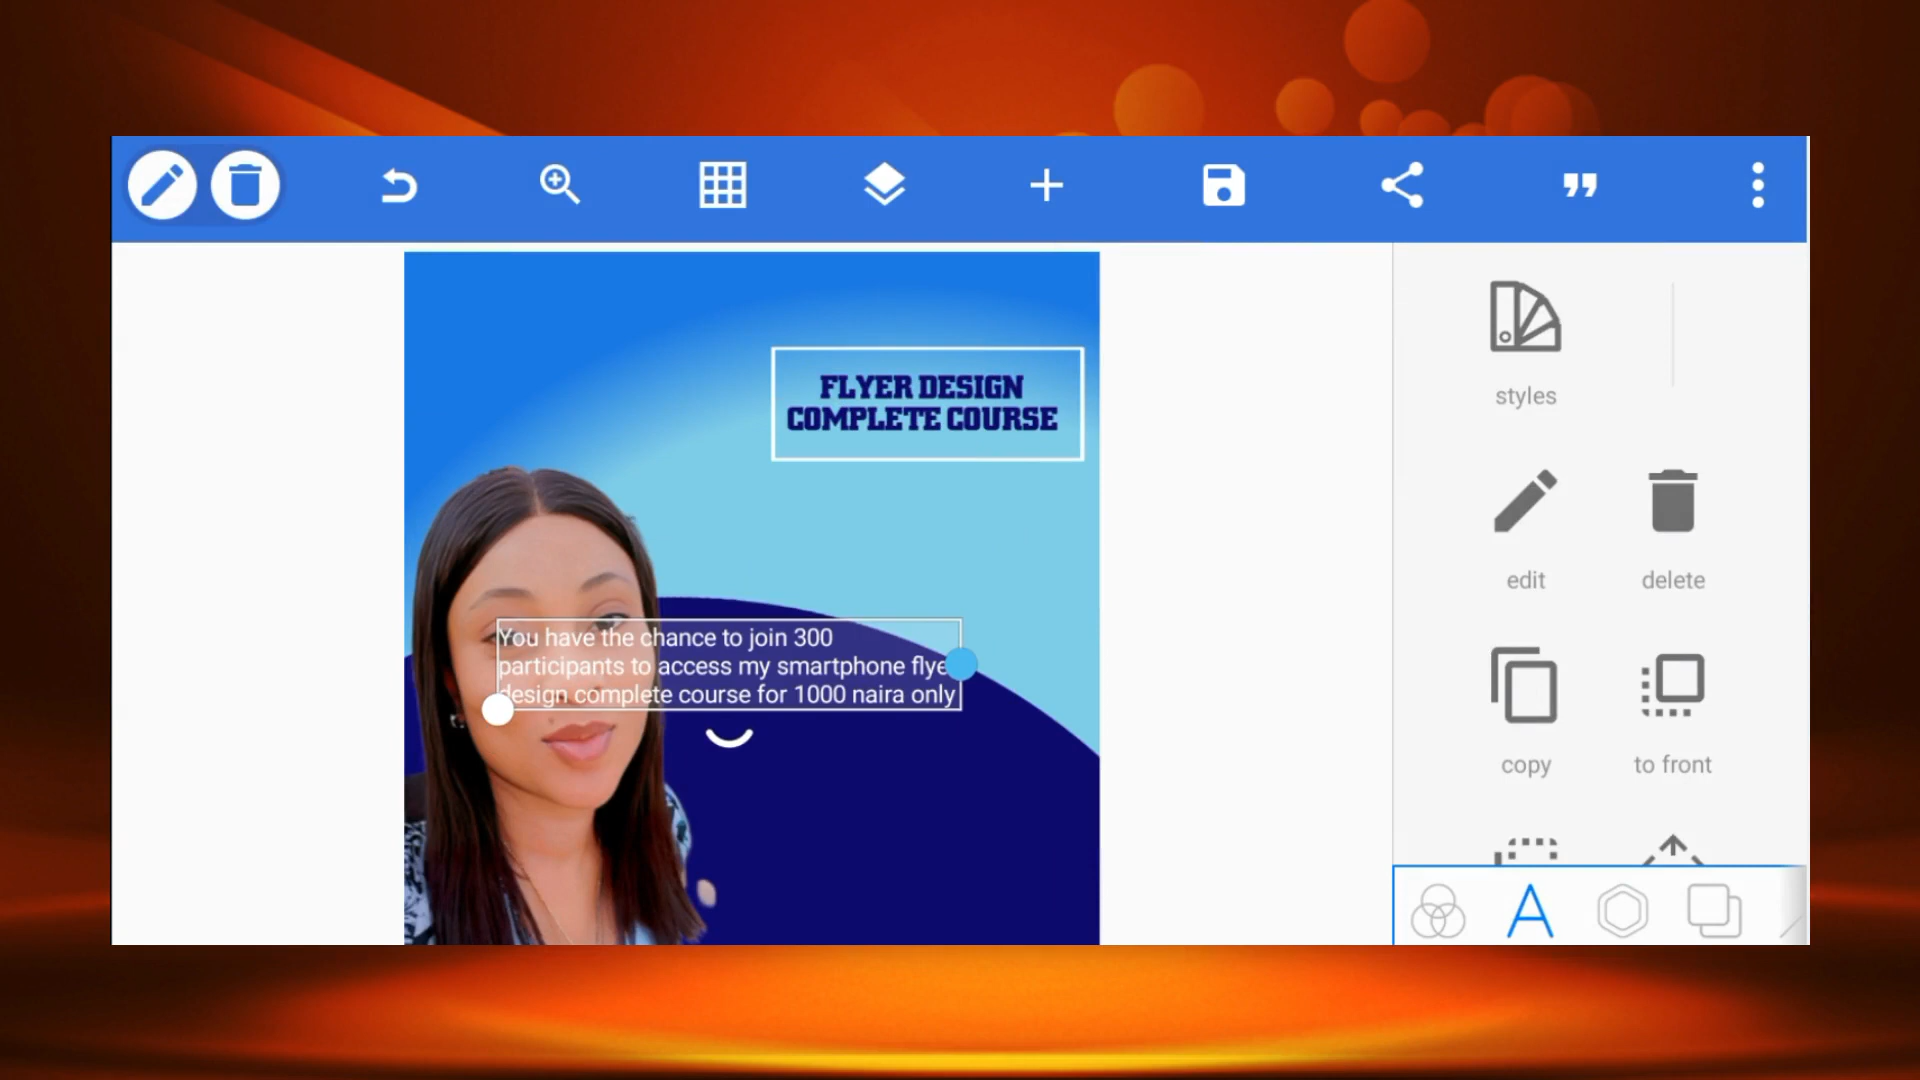 FLYER DESIGN
COMPLETE COURSE
You have the chance to join 300
participants to access my smartphone flye
design complete course for 1000 naira only
styles
edit
delete
copy
to front